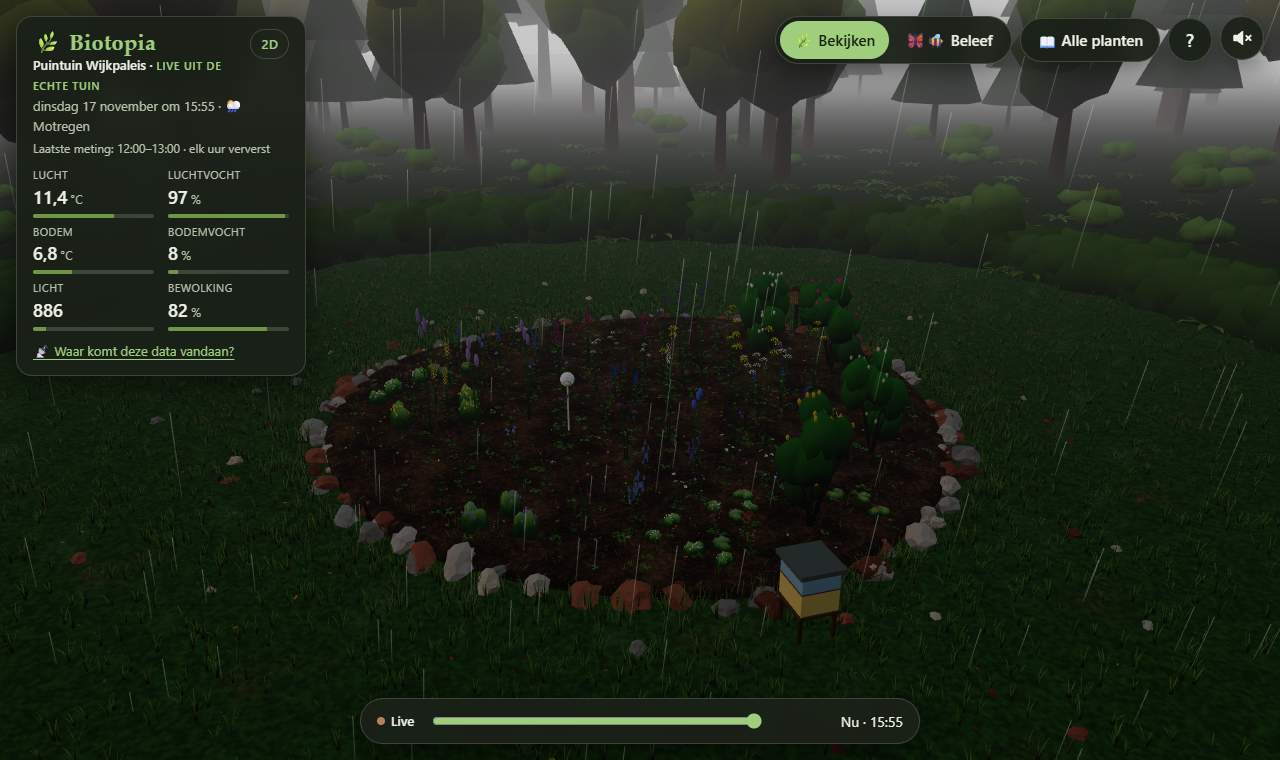 Biotopia
2D
Puintuin Wijkpaleis · LIVE UIT DE
ECHTE TUIN
dinsdag 17 november om 15:55 ·
Motregen
Laatste meting: 12:00–13:00 · elk uur ververst
LUCHT
11,4 °C
LUCHTVOCHT
97 %
BODEM
6,8 °C
BODEMVOCHT
8 %
LICHT
886
BEWOLKING
82 %
Waar komt deze data vandaan?
Bekijken
Beleef
Alle planten
?
Live
Nu · 15:55